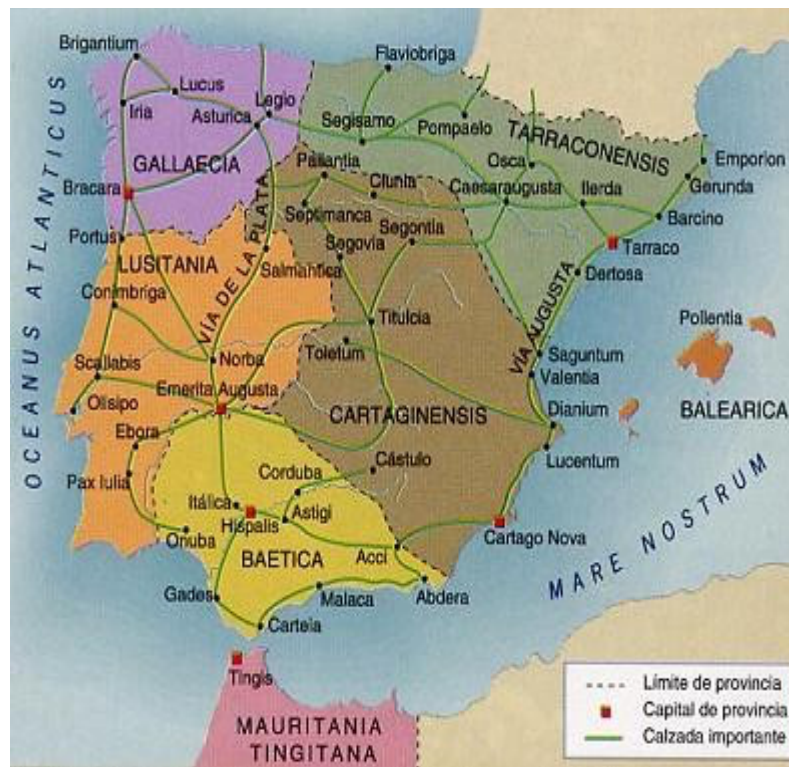 Brigantium
Flaviobriga
Lucus
Legio
Iria
Asturica
Segisamo
Pompaelo
TARRACONENSIS
GALLAECIA
Pallantia
Osca
Emporion
Bracara
Clunia
Caesaraugusta
Ilerda
Gerunda
Septimanca
Segontia
Barcino
Portus
Segovia
Tarraco
LUSITANIA
Salmantica
Dertosa
VÍA DE LA PLATA
VÍA AUGUSTA
Conimbriga
Titulcia
Pollentia
Toletum
Saguntum
Scallabis
Norba
Valentia
Emerita Augusta
Olisipo
CARTAGINENSIS
Dianium
BALEARICA
Ebora
Lucentum
Cástulo
Corduba
Pax Iulia
Itálica
Astigi
Hispalis
Cartago Nova
Onuba
Acci
BAETICA
Gades
Malaca
Abdera
Carteia
OCEANUS ATLANTICUS
MARE NOSTRUM
Tingis
MAURITANIA
TINGITANA
Límite de provincia
Capital de provincia
Calzada importante